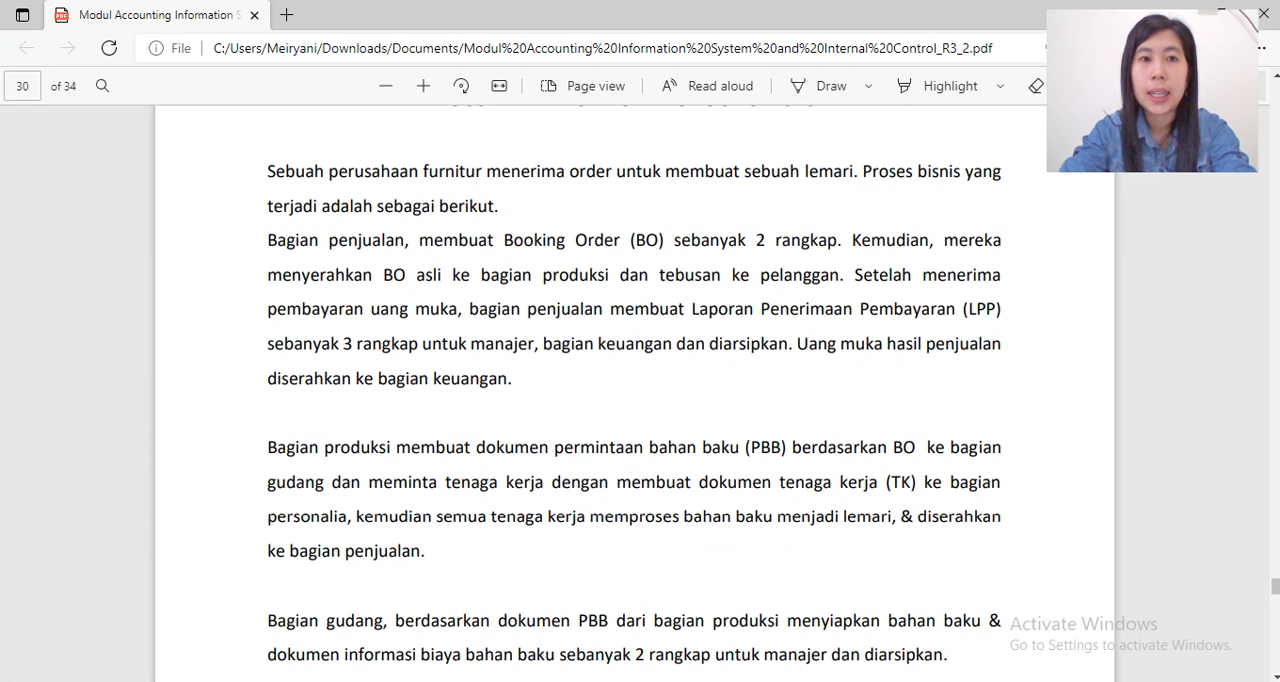 Modul Accounting Information S
File
C:/Users/Meiryani/Downloads/Documents/Modul%20Accounting%20Information%20System%20and%20Internal%20Control_R3_2.pdf
30 of 34
Page view
Read aloud
Draw
Highlight
Sebuah perusahaan furnitur menerima order untuk membuat sebuah lemari. Proses bisnis yang
terjadi adalah sebagai berikut.
Bagian penjualan, membuat Booking Order (BO) sebanyak 2 rangkap. Kemudian, mereka
menyerahkan BO asli ke bagian produksi dan tebusan ke pelanggan. Setelah menerima
pembayaran uang muka, bagian penjualan membuat Laporan Penerimaan Pembayaran (LPP)
sebanyak 3 rangkap untuk manajer, bagian keuangan dan diarsipkan. Uang muka hasil penjualan
diserahkan ke bagian keuangan.
Bagian produksi membuat dokumen permintaan bahan baku (PBB) berdasarkan BO ke bagian
gudang dan meminta tenaga kerja dengan membuat dokumen tenaga kerja (TK) ke bagian
personalia, kemudian semua tenaga kerja memproses bahan baku menjadi lemari, & diserahkan
ke bagian penjualan.
Bagian gudang, berdasarkan dokumen PBB dari bagian produksi menyiapkan bahan baku &
dokumen informasi biaya bahan baku sebanyak 2 rangkap untuk manajer dan diarsipkan.
Activate Windows
Go to Settings to activate Windows.